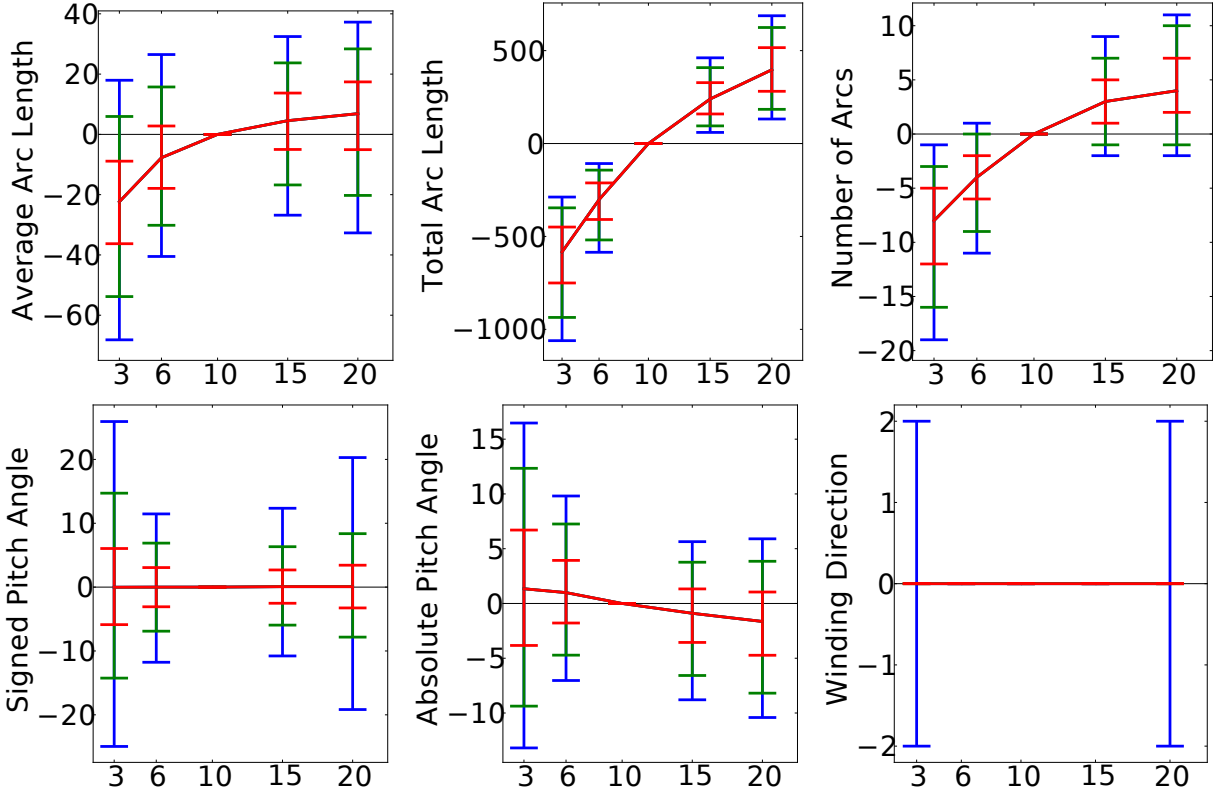 Average Arc Length
40
20
0
−20
−40
−60
3 6 10 15 20
Total Arc Length
500
0
−500
−1000
3 6 10 15 20
Number of Arcs
10
5
0
−5
−10
−15
−20
3 6 10 15 20
Signed Pitch Angle
20
10
0
−10
−20
3 6 10 15 20
Absolute Pitch Angle
15
10
5
0
−5
−10
3 6 10 15 20
Winding Direction
2
1
0
−1
−2
3 6 10 15 20